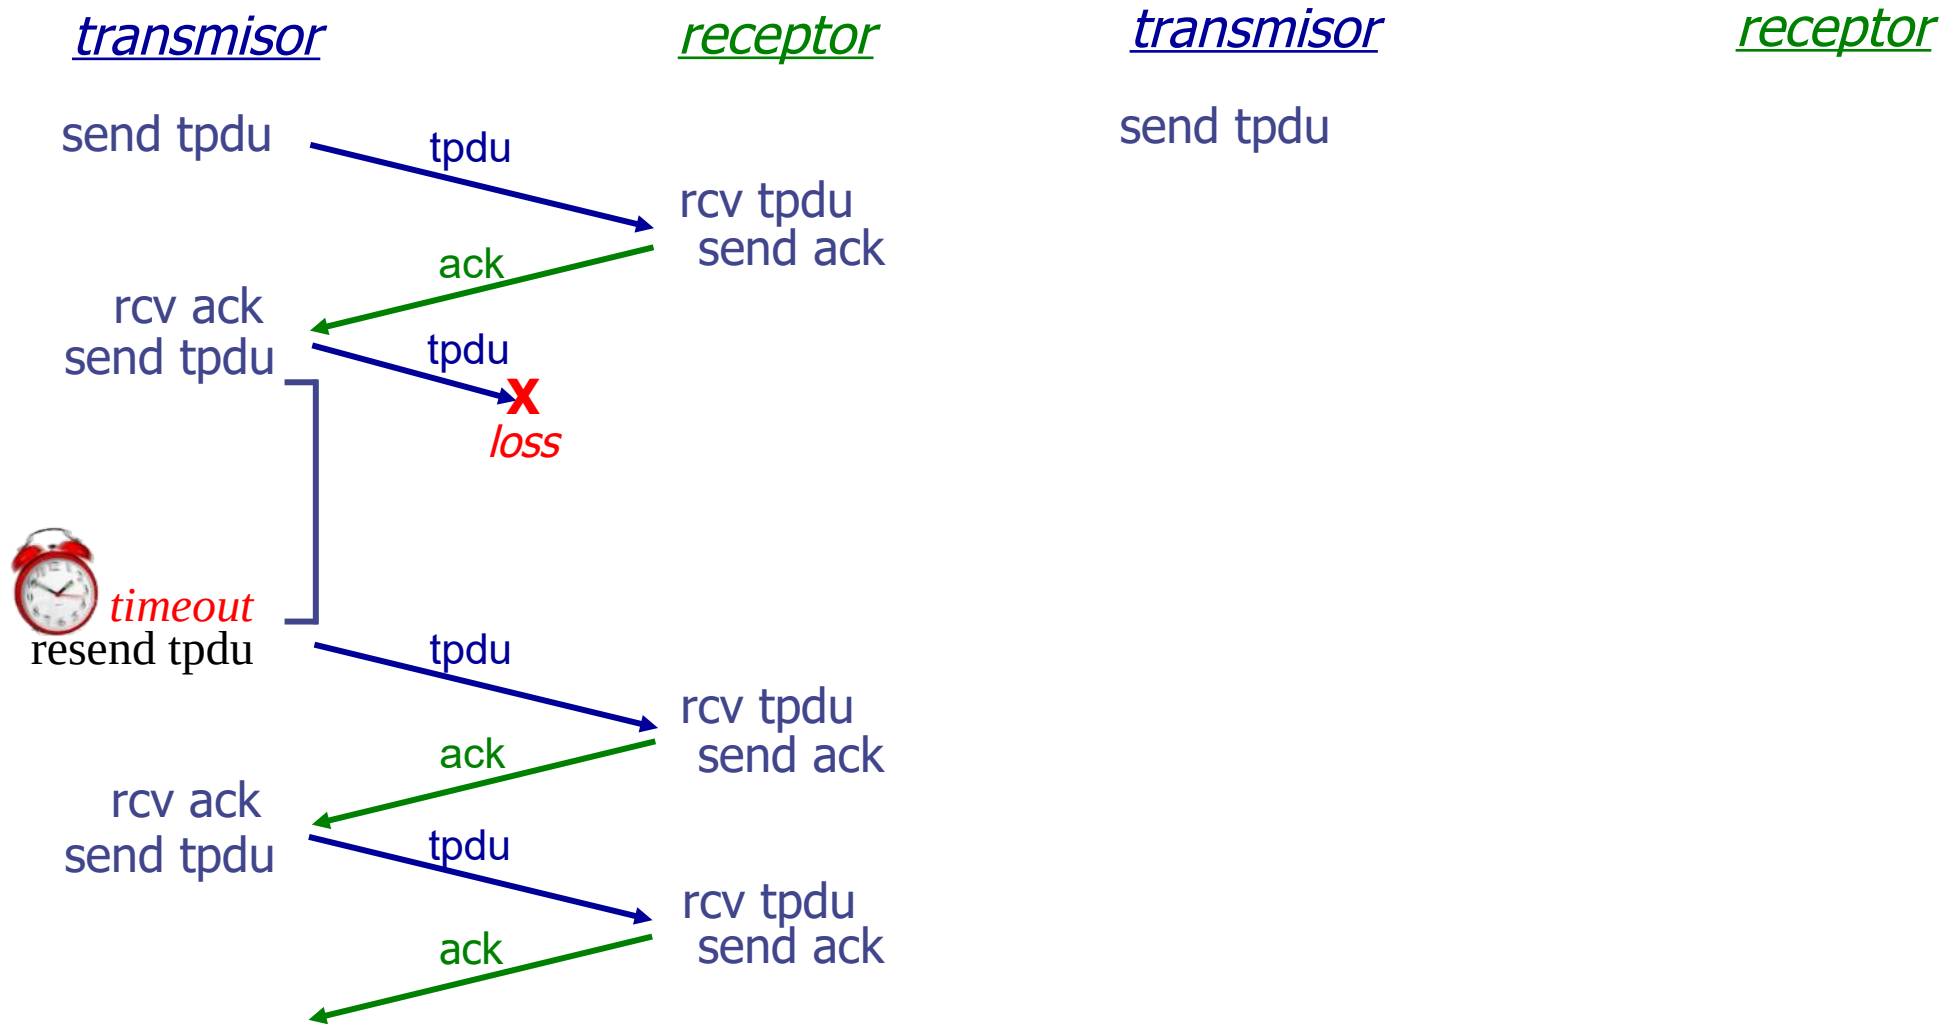 transmisor
receptor
send tpdu
tpdu
rcv tpdu
send ack
ack
rcv ack
send tpdu
tpdu
X
loss
timeout
resend tpdu
tpdu
rcv tpdu
send ack
ack
rcv ack
send tpdu
tpdu
rcv tpdu
send ack
ack
transmisor
receptor
send tpdu